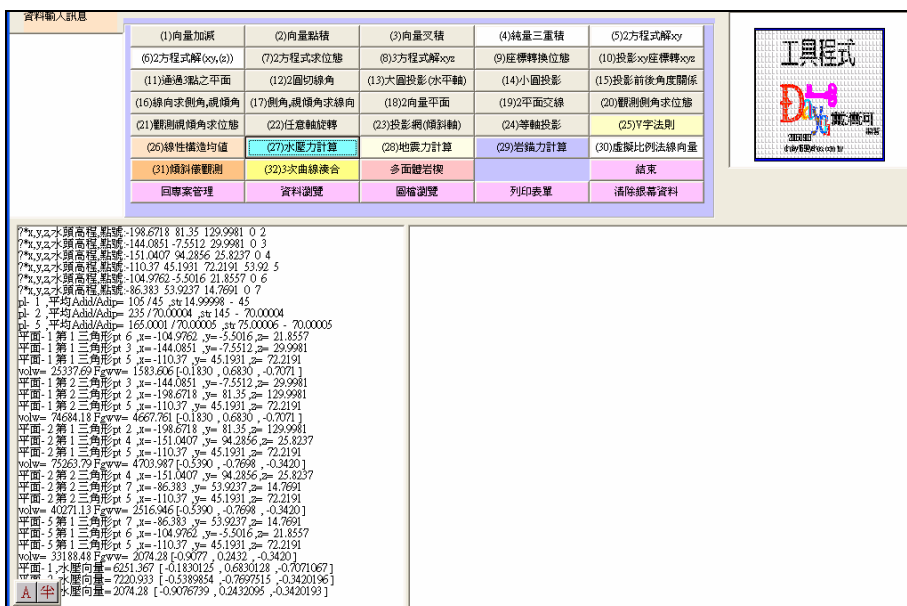 資料輸入訊息
(1)向量加減 (2)向量點積 (3)向量叉積 (4)純量三重積 (5)2方程式解xy
(6)2方程式解(xy,(z)) (7)2方程式求位態 (8)3方程式解xyz (9)座標轉換位態 (10)投影xy座標轉xyz
(11)通過3點之平面 (12)2圓切線角 (13)大圓投影(水平軸) (14)小圓投影 (15)投影前後角度關係
(16)線向求側角,視傾角 (17)側角,視傾角求線向 (18)2向量平面 (19)2平面交線 (20)觀測側角求位態
(21)觀測視傾角求位態 (22)任意軸旋轉 (23)投影網(傾斜軸) (24)等軸投影 (25)V字法則
(26)線性構造均值 (27)水壓力計算 (28)地震力計算 (29)岩錨力計算 (30)虛擬比例法線向量
(31)傾斜儀觀測 (32)3次曲線湊合 多面體岩楔 結束
回專案管理 資料瀏覽 圖檔瀏覽 列印表單 清除銀幕資料
工具程式
?*x,y,z,水頭高程,點號:-198.6718 81.35 129.9981 0 2
?*x,y,z,水頭高程,點號:-144.0851 -7.5512 29.9981 0 3
?*x,y,z,水頭高程,點號:-151.0407 94.2856 25.8237 0 4
?*x,y,z,水頭高程,點號:-110.37 45.1931 72.2191 53.92 5
?*x,y,z,水頭高程,點號:-104.9762 -5.5016 21.8557 0 6
?*x,y,z,水頭高程,點號:-86.383 53.9237 14.7691 0 7
pl- 1 ,平均Adid/Adip= 105 /45 ,str 14.99998 - 45
pl- 2 ,平均Adid/Adip= 235 /70.00004 ,str 145 - 70.00004
pl- 5 ,平均Adid/Adip= 165.0001 /70.00005 ,str 75.00006 - 70.00005
平面- 1 第 1 三角形pt 6 ,x=-104.9762 ,y=-5.5016 ,z= 21.8557
平面- 1 第 1 三角形pt 3 ,x=-144.0851 ,y=-7.5512 ,z= 29.9981
平面- 1 第 1 三角形pt 5 ,x=-110.37 ,y= 45.1931 ,z= 72.2191
volw= 25337.69 Fgww= 1583.606 [-0.1830 , 0.6830 , -0.7071 ]
平面- 1 第 2 三角形pt 3 ,x=-144.0851 ,y=-7.5512 ,z= 29.9981
平面- 1 第 2 三角形pt 2 ,x=-198.6718 ,y= 81.35 ,z= 129.9981
平面- 1 第 2 三角形pt 5 ,x=-110.37 ,y= 45.1931 ,z= 72.2191
volw= 74684.18 Fgww= 4667.761 [-0.1830 , 0.6830 , -0.7071 ]
平面- 2 第 1 三角形pt 2 ,x=-198.6718 ,y= 81.35 ,z= 129.9981
平面- 2 第 1 三角形pt 4 ,x=-151.0407 ,y= 94.2856 ,z= 25.8237
平面- 2 第 1 三角形pt 5 ,x=-110.37 ,y= 45.1931 ,z= 72.2191
volw= 75263.79 Fgww= 4703.987 [-0.5390 , -0.7698 , -0.3420 ]
平面- 2 第 2 三角形pt 4 ,x=-151.0407 ,y= 94.2856 ,z= 25.8237
平面- 2 第 2 三角形pt 7 ,x=-86.383 ,y= 53.9237 ,z= 14.7691
平面- 2 第 2 三角形pt 5 ,x=-110.37 ,y= 45.1931 ,z= 72.2191
volw= 40271.13 Fgww= 2516.946 [-0.5390 , -0.7698 , -0.3420 ]
平面- 5 第 1 三角形pt 7 ,x=-86.383 ,y= 53.9237 ,z= 14.7691
平面- 5 第 1 三角形pt 6 ,x=-104.9762 ,y=-5.5016 ,z= 21.8557
平面- 5 第 1 三角形pt 5 ,x=-110.37 ,y= 45.1931 ,z= 72.2191
volw= 33188.48 Fgww= 2074.28 [-0.9077 , 0.2432 , -0.3420 ]
平面- 1 ,水壓向量=6251.367 [-0.1830125 , 0.6830128 , -0.7071067 ]
水壓向量= 7220.933 [-0.5389854 , -0.7697515 , -0.3420196 ]
水壓向量= 2074.28 [-0.9076739 , 0.2432095 , -0.3420193 ]
A 半